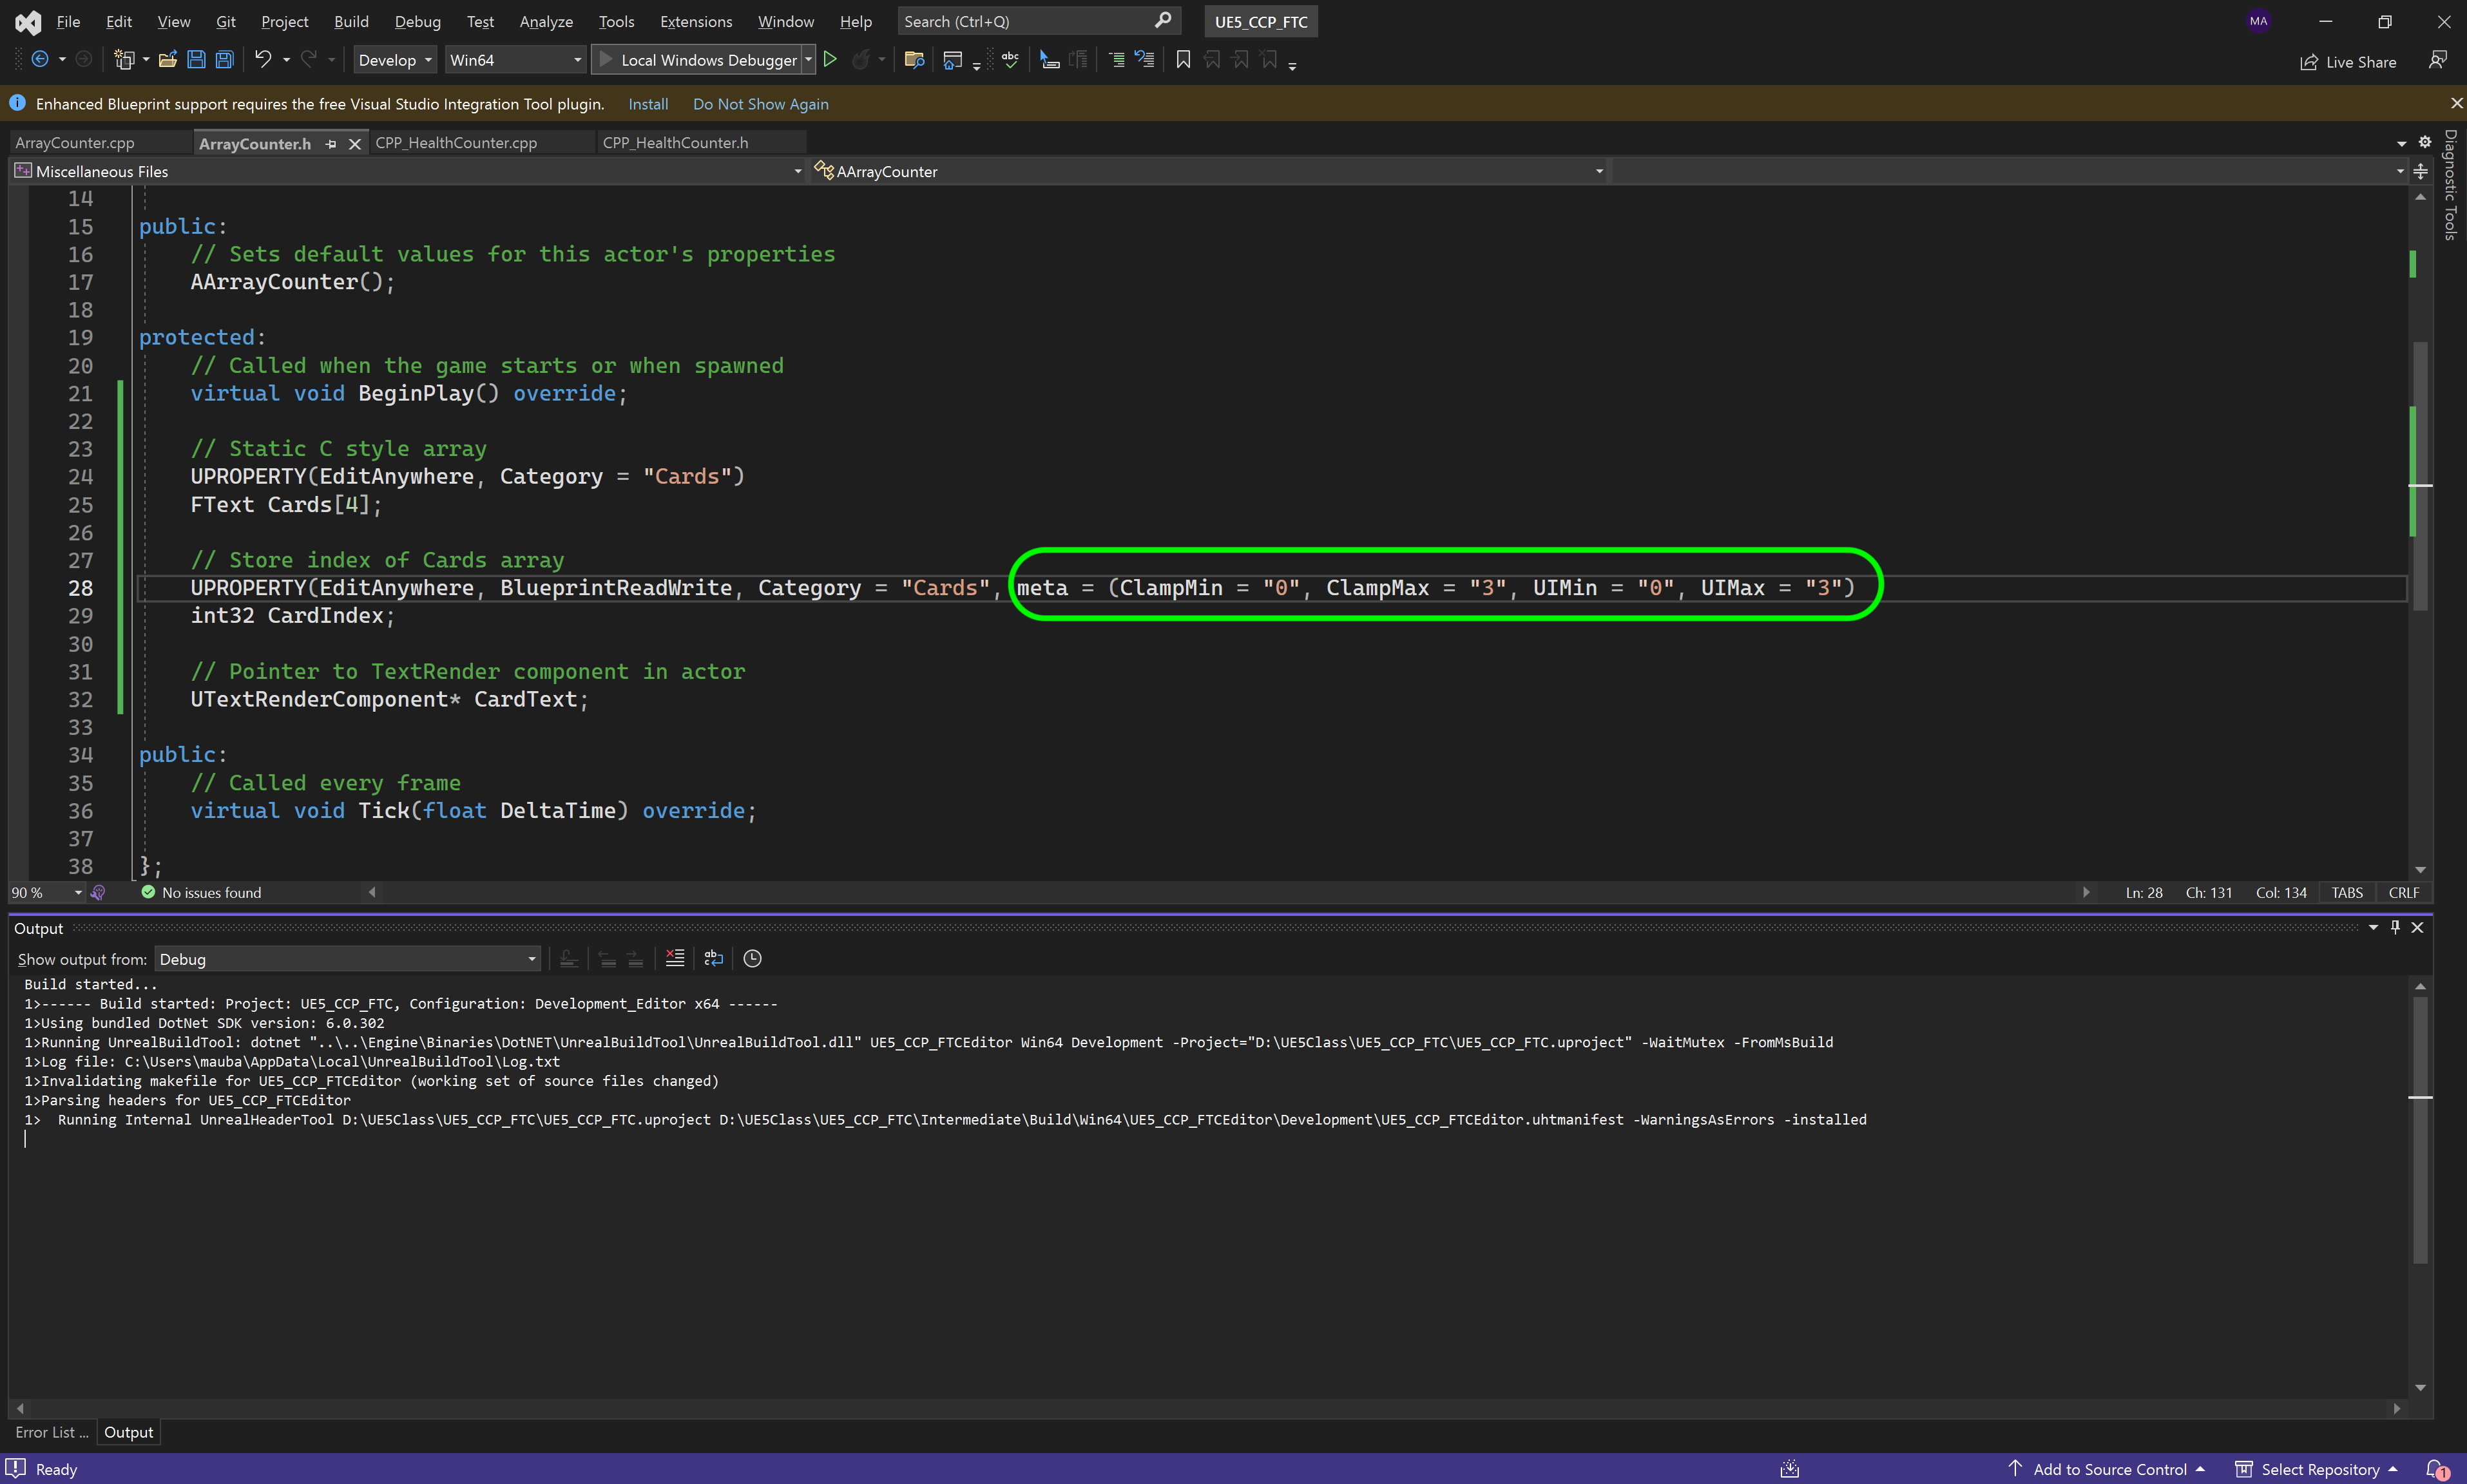 File Edit View Git Project Build Debug Test Analyze Tools Extensions Window Help Search (Ctrl+Q) UE5_CCP_FTC MA
Develop Win64 Local Windows Debugger Live Share
Enhanced Blueprint support requires the free Visual Studio Integration Tool plugin. Install Do Not Show Again
ArrayCounter.cpp ArrayCounter.h CPP_HealthCounter.cpp CPP_HealthCounter.h
Diagnostic Tools
Miscellaneous Files AArrayCounter
14
15 public:
16 // Sets default values for this actor's properties
17 AArrayCounter();
18
19 protected:
20 // Called when the game starts or when spawned
21 virtual void BeginPlay() override;
22
23 // Static C style array
24 UPROPERTY(EditAnywhere, Category = "Cards")
25 FText Cards[4];
26
27 // Store index of Cards array
28 UPROPERTY(EditAnywhere, BlueprintReadWrite, Category = "Cards", meta = (ClampMin = "0", ClampMax = "3", UIMin = "0", UIMax = "3")
29 int32 CardIndex;
30
31 // Pointer to TextRender component in actor
32 UTextRenderComponent* CardText;
33
34 public:
35 // Called every frame
36 virtual void Tick(float DeltaTime) override;
37
38 };
90 % No issues found Ln: 28 Ch: 131 Col: 134 TABS CRLF
Output
Show output from: Debug
Build started...
1>------ Build started: Project: UE5_CCP_FTC, Configuration: Development_Editor x64 ------
1>Using bundled DotNet SDK version: 6.0.302
1>Running UnrealBuildTool: dotnet "..\..\Engine\Binaries\DotNET\UnrealBuildTool\UnrealBuildTool.dll" UE5_CCP_FTCEditor Win64 Development -Project="D:\UE5Class\UE5_CCP_FTC\UE5_CCP_FTC.uproject" -WaitMutex -FromMsBuild
1>Log file: C:\Users\mauba\AppData\Local\UnrealBuildTool\Log.txt
1>Invalidating makefile for UE5_CCP_FTCEditor (working set of source files changed)
1>Parsing headers for UE5_CCP_FTCEditor
1>  Running Internal UnrealHeaderTool D:\UE5Class\UE5_CCP_FTC\UE5_CCP_FTC.uproject D:\UE5Class\UE5_CCP_FTC\Intermediate\Build\Win64\UE5_CCP_FTCEditor\Development\UE5_CCP_FTCEditor.uhtmanifest -WarningsAsErrors -installed
Error List ... Output
Ready Add to Source Control Select Repository 1